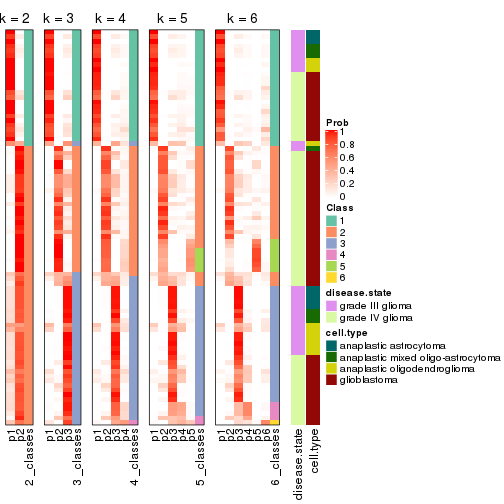 k = 2 k = 3 k = 4 k = 5 k = 6
Prob
1
0.8
0.6
0.4
0.2
0
Class
1
2
3
4
5
6
disease.state
grade III glioma
grade IV glioma
cell.type
anaplastic astrocytoma
anaplastic mixed oligo-astrocytoma
anaplastic oligodendroglioma
glioblastoma
p1 p2 2_classes p1 p2 p3 3_classes p1 p2 p3 p4 4_classes p1 p2 p3 p4 p5 5_classes p1 p2 p3 p4 p5 p6 6_classes disease.state cell.type